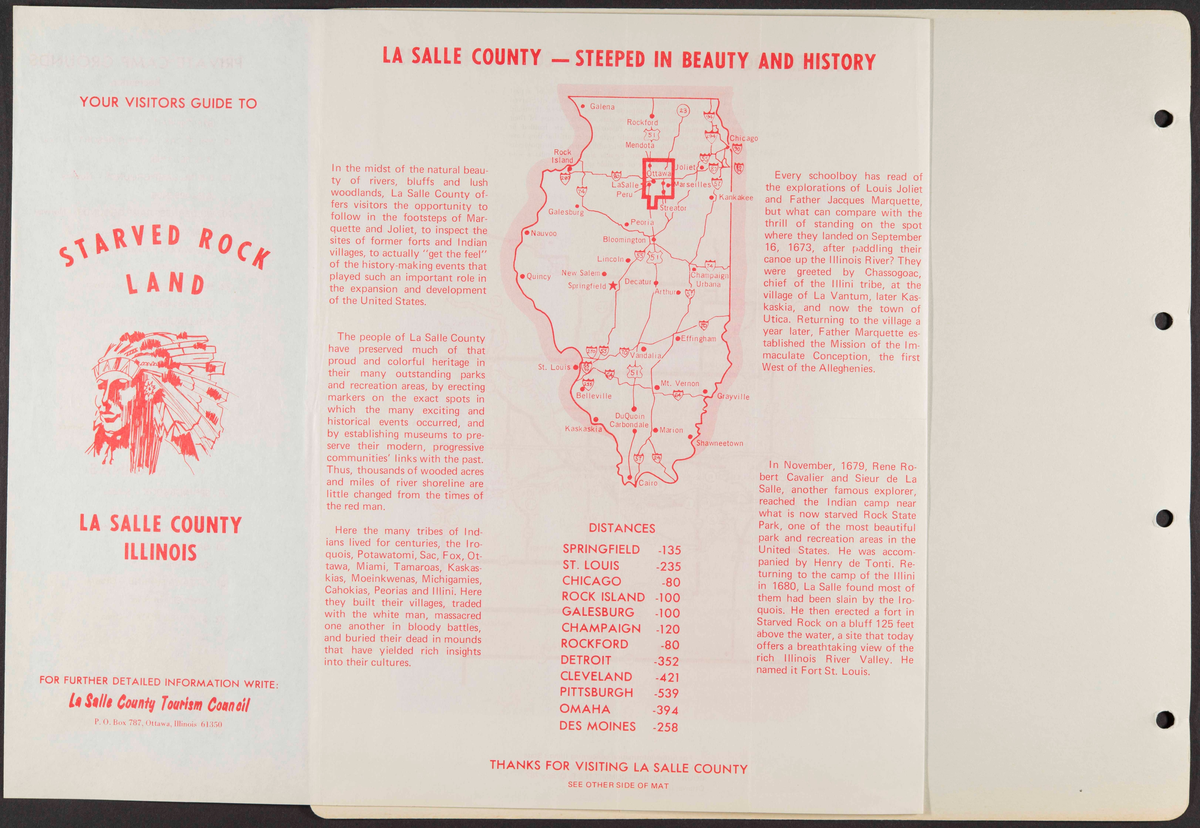 YOUR VISITORS GUIDE TO
STARVED ROCK
LAND
LA SALLE COUNTY
ILLINOIS
FOR FURTHER DETAILED INFORMATION WRITE:
La Salle County Tourism Council
P. O. Box 787, Ottawa, Illinois 61350
LA SALLE COUNTY — STEEPED IN BEAUTY AND HISTORY
In the midst of the natural beau-
ty of rivers, bluffs and lush
woodlands, La Salle County of-
fers visitors the opportunity to
follow in the footsteps of Mar-
quette and Joliet, to inspect the
sites of former forts and Indian
villages, to actually "get the feel"
of the history-making events that
played such an important role in
the expansion and development
of the United States.
The people of La Salle County
have preserved much of that
proud and colorful heritage in
their many outstanding parks
and recreation areas, by erecting
markers on the exact spots in
which the many exciting and
historical events occurred, and
by establishing museums to pre-
serve their modern, progressive
communities' links with the past.
Thus, thousands of wooded acres
and miles of river shoreline are
little changed from the times of
the red man.
Here the many tribes of Ind-
ians lived for centuries, the Iro-
quois, Potawatomi, Sac, Fox, Ot-
tawa, Miami, Tamaroas, Kaskas-
kias, Moeinkwenas, Michigamies,
Cahokias, Peorias and Illini. Here
they built their villages, traded
with the white man, massacred
one another in bloody battles,
and buried their dead in mounds
that have yielded rich insights
into their cultures.
Galena
Rockford
23
51
Mendota
Chicago
Rock
Island
Joliet
Ottawa
LaSalle
Marseilles
Peru
Kankakee
Streator
Galesburg
Peoria
Nauvoo
Bloomington
51
Lincoln
New Salem
Quincy
Springfield
Decatur
Champaign
Urbana
Arthur
Effingham
Vandalia
St. Louis
51
Mt. Vernon
Belleville
Grayville
DuQuoin
Carbondale
Kaskaskia
Marion
Shawneetown
Cairo
DISTANCES
SPRINGFIELD -135
ST. LOUIS -235
CHICAGO -80
ROCK ISLAND -100
GALESBURG -100
CHAMPAIGN -120
ROCKFORD -80
DETROIT -352
CLEVELAND -421
PITTSBURGH -539
OMAHA -394
DES MOINES -258
Every schoolboy has read of
the explorations of Louis Joliet
and Father Jacques Marquette,
but what can compare with the
thrill of standing on the spot
where they landed on September
16, 1673, after paddling their
canoe up the Illinois River? They
were greeted by Chassogoac,
chief of the Illini tribe, at the
village of La Vantum, later Kas-
kaskia, and now the town of
Utica. Returning to the village a
year later, Father Marquette es-
tablished the Mission of the Im-
maculate Conception, the first
West of the Alleghenies.
In November, 1679, Rene Ro-
bert Cavalier and Sieur de La
Salle, another famous explorer,
reached the Indian camp near
what is now starved Rock State
Park, one of the most beautiful
park and recreation areas in the
United States. He was accom-
panied by Henry de Tonti. Re-
turning to the camp of the Illini
in 1680, La Salle found most of
them had been slain by the Iro-
quois. He then erected a fort in
Starved Rock on a bluff 125 feet
above the water, a site that today
offers a breathtaking view of the
rich Illinois River Valley. He
named it Fort St. Louis.
THANKS FOR VISITING LA SALLE COUNTY
SEE OTHER SIDE OF MAT